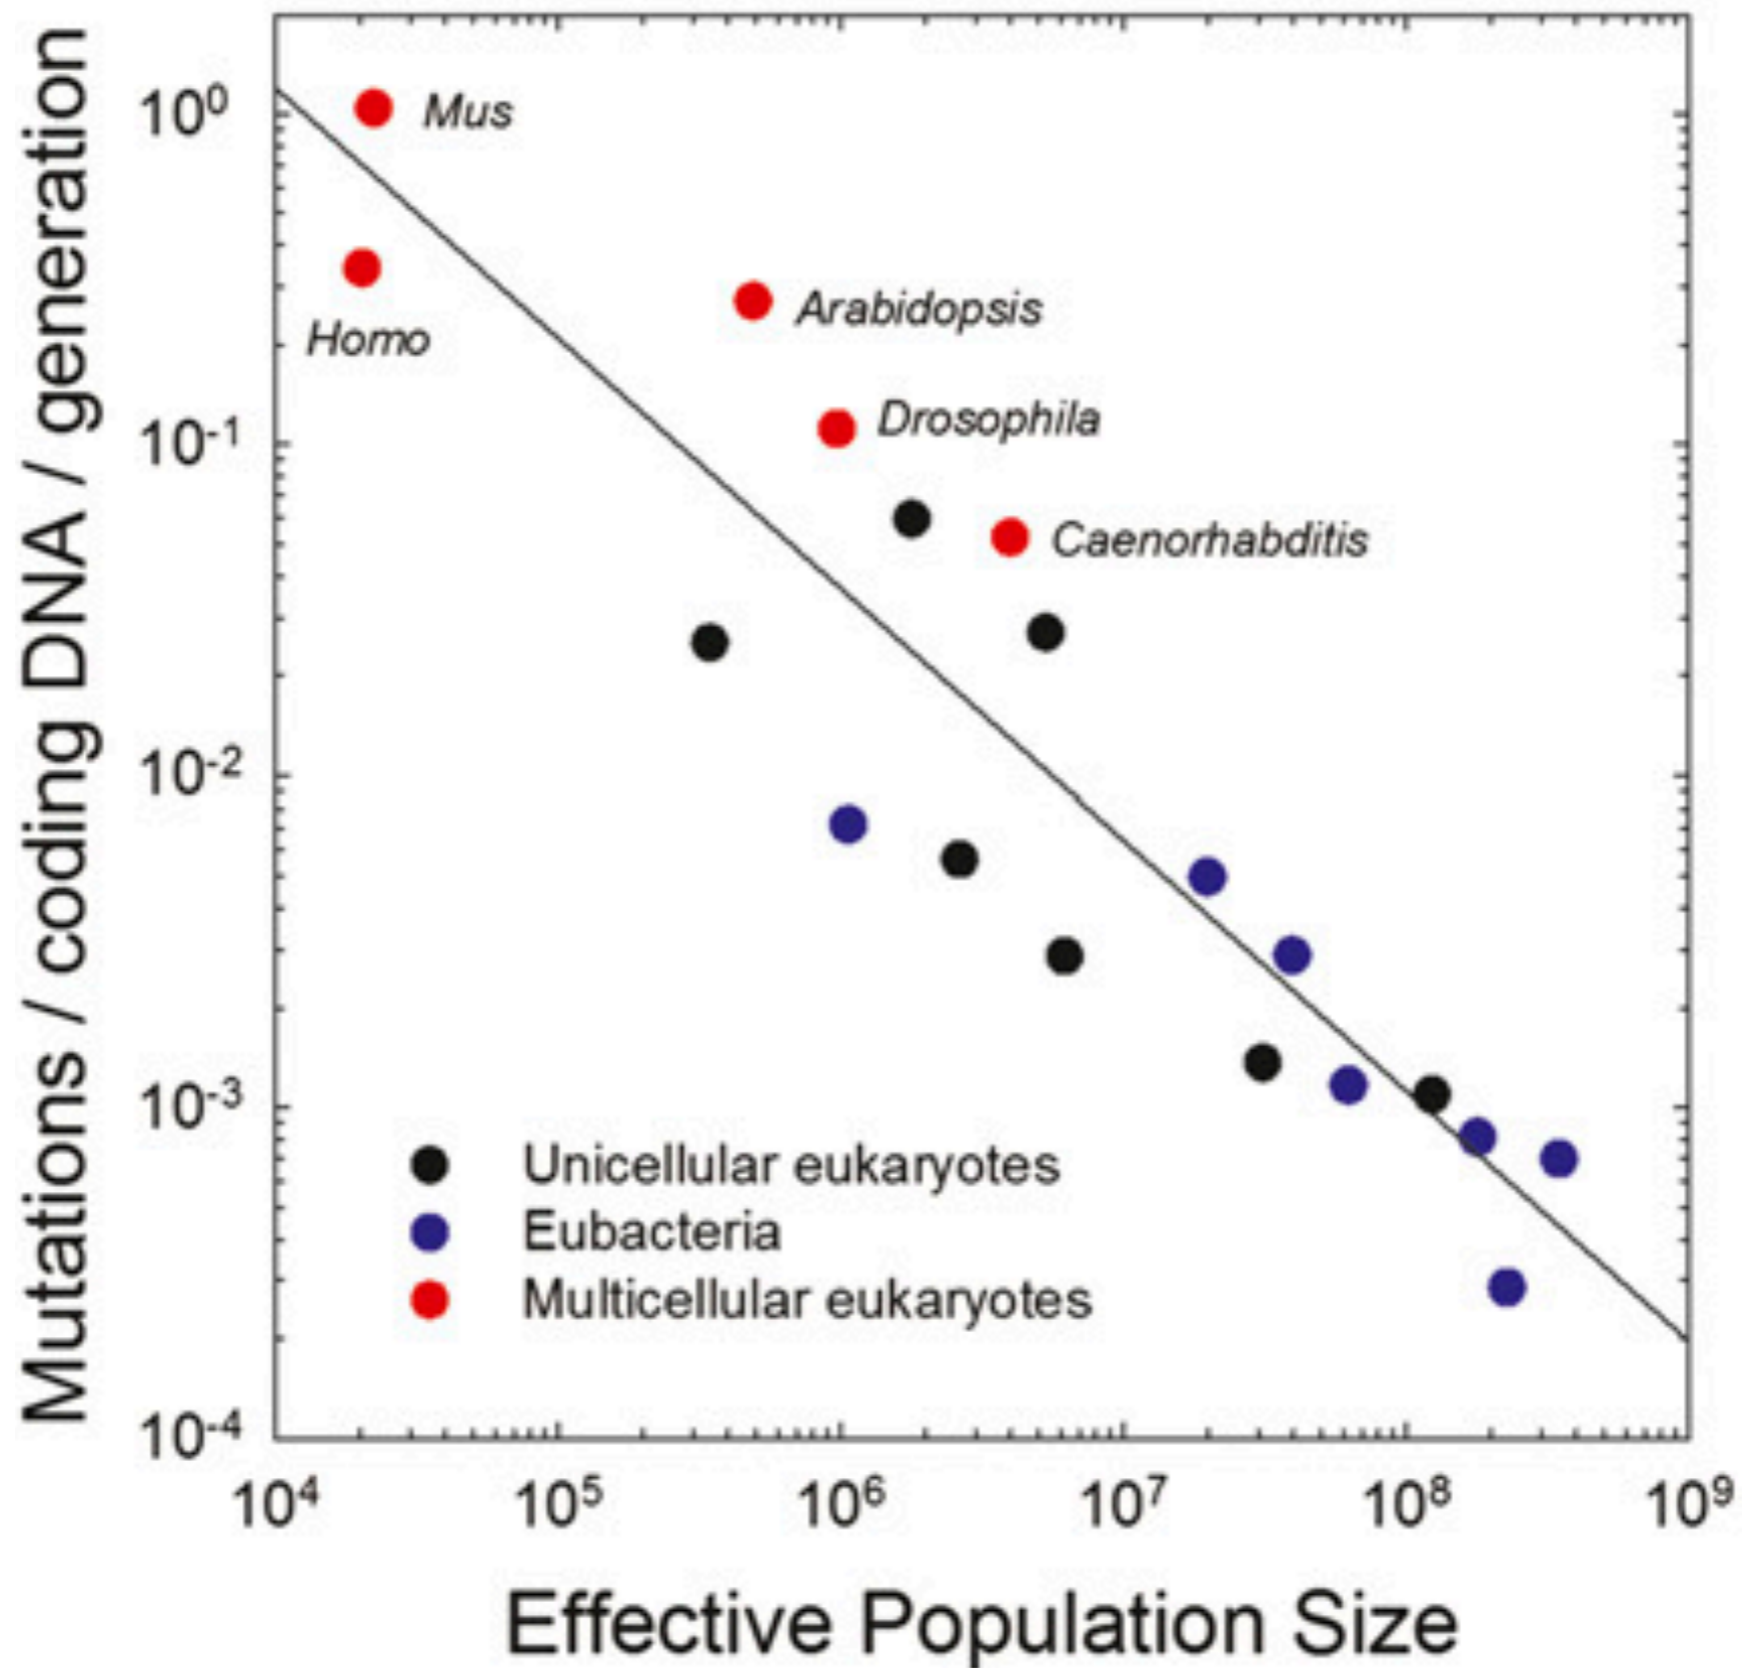 Mutations / coding DNA / generation
10⁰
10⁻¹
10⁻²
10⁻³
10⁻⁴
Mus
Homo
Arabidopsis
Drosophila
Caenorhabditis
Unicellular eukaryotes
Eubacteria
Multicellular eukaryotes
10⁴ 10⁵ 10⁶ 10⁷ 10⁸ 10⁹
Effective Population Size